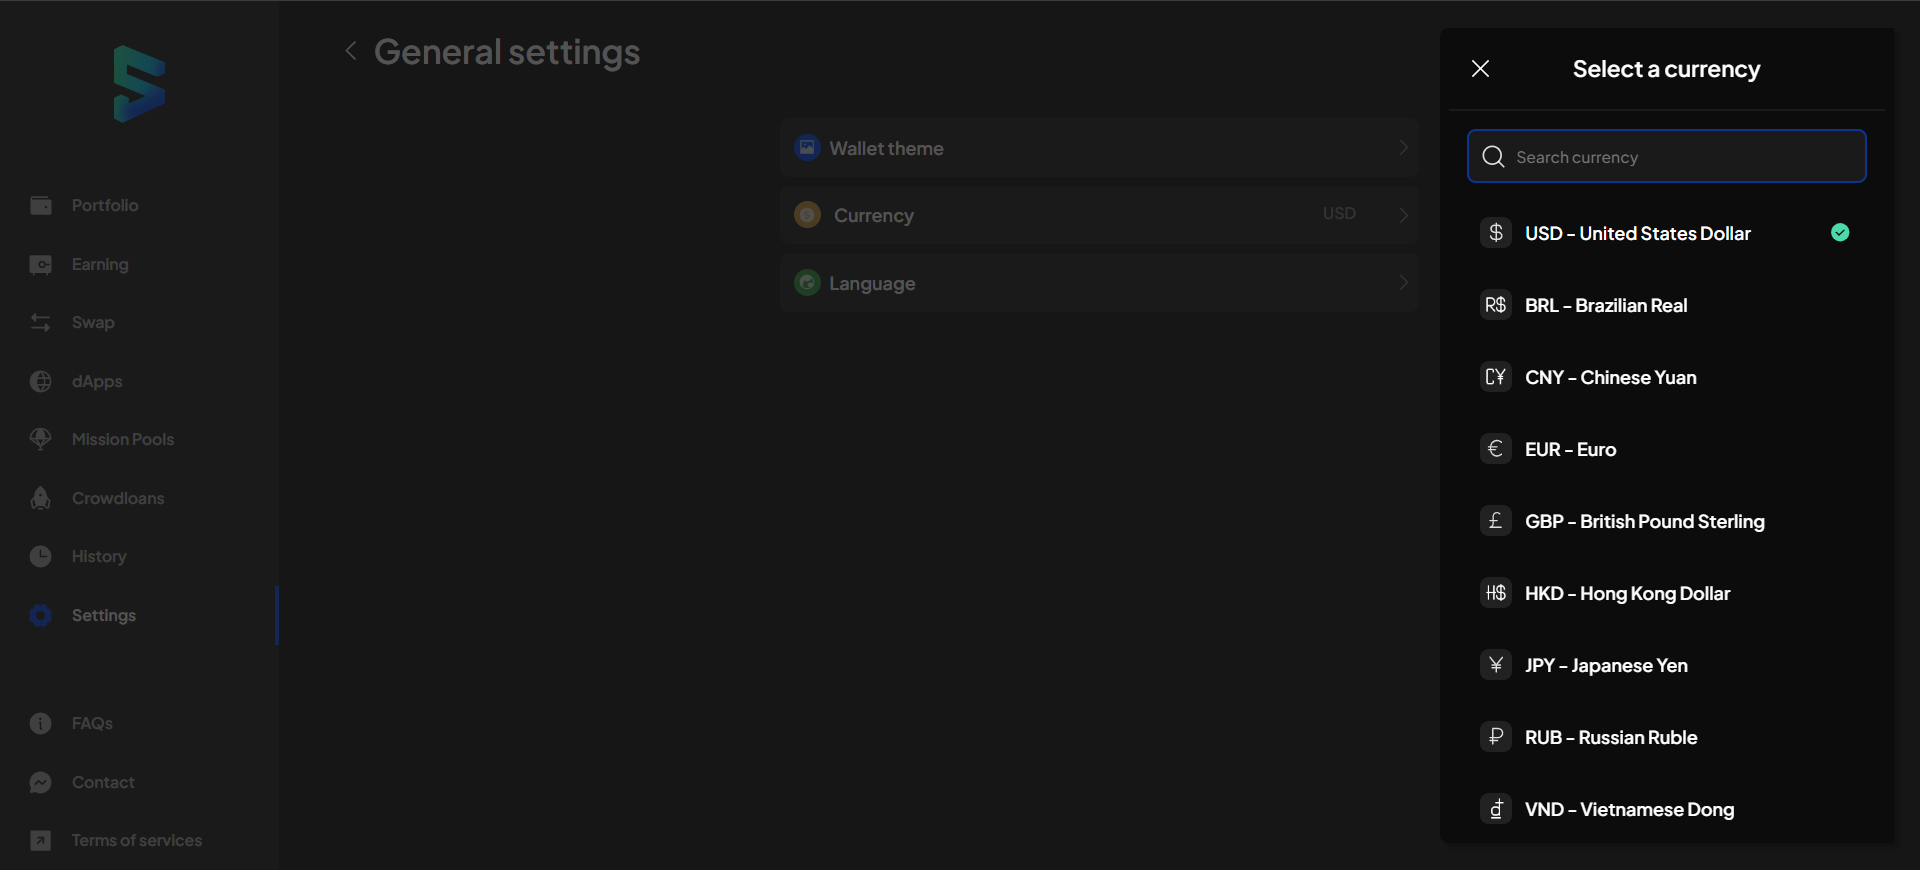 Portfolio
Earning
Swap
dApps
Mission Pools
Crowdloans
History
Settings
FAQs
Contact
Terms of services
General settings
Wallet theme
Currency
USD
Language
Select a currency
Search currency
$ USD - United States Dollar
R$ BRL - Brazilian Real
C¥ CNY - Chinese Yuan
€ EUR - Euro
£ GBP - British Pound Sterling
H$ HKD - Hong Kong Dollar
¥ JPY - Japanese Yen
₽ RUB - Russian Ruble
₫ VND - Vietnamese Dong